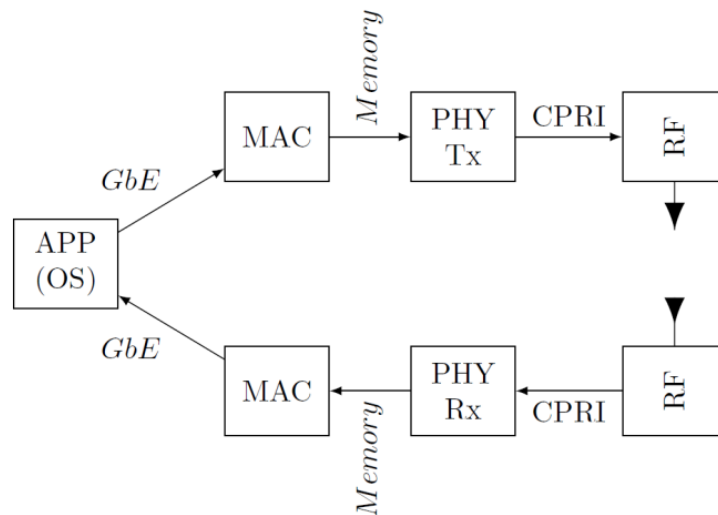 Memory
MAC
PHY
Tx
CPRI
RF
GbE
APP
(OS)
GbE
MAC
Memory
PHY
Rx
CPRI
RF